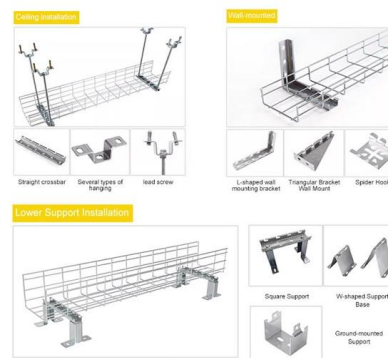 Ceiling installation
Wall-mounted
Straight crossbar
Several types of
hanging
lead screw
L-shaped wall
mounting bracket
Triangular Bracket
Wall Mount
Spider Hook
Lower Support Installation
Square Support
W-shaped Support
Base
Ground-mounted
Support